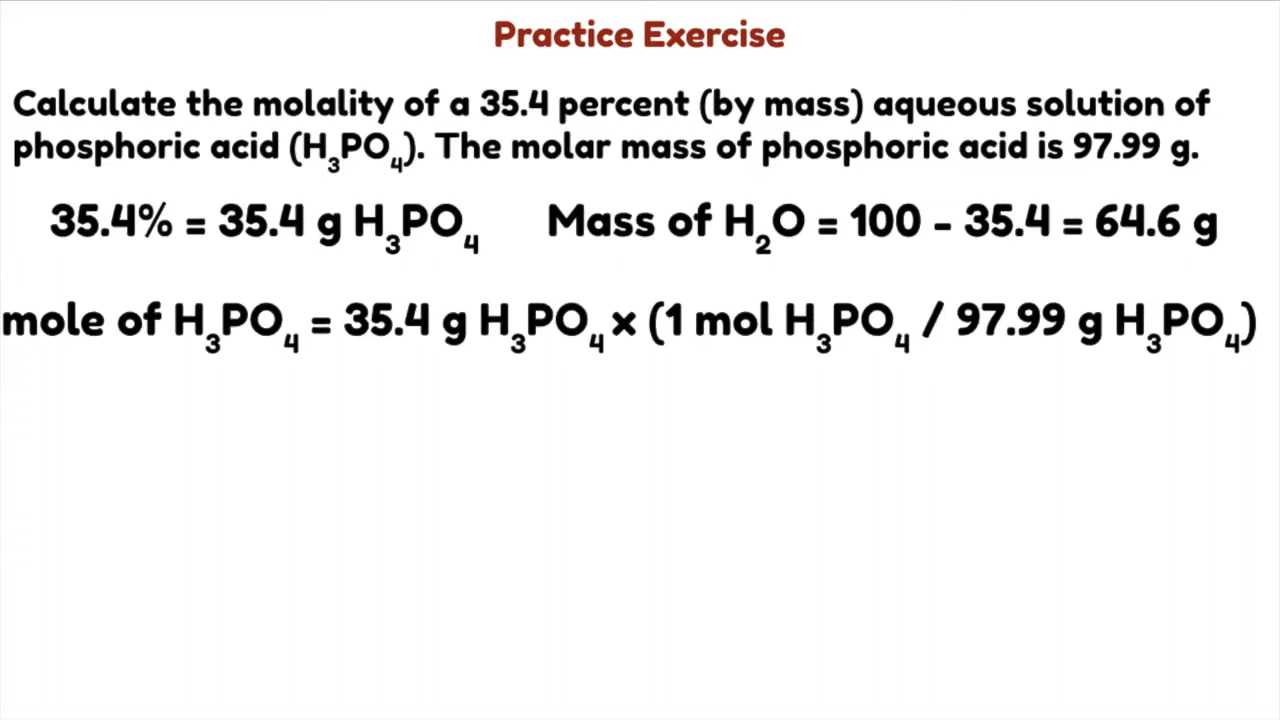 Practice Exercise
Calculate the molality of a 35.4 percent (by mass) aqueous solution of
phosphoric acid (H₃PO₄). The molar mass of phosphoric acid is 97.99 g.
35.4% = 35.4 g H₃PO₄ Mass of H₂O = 100 - 35.4 = 64.6 g
mole of H₃PO₄ = 35.4 g H₃PO₄ x (1 mol H₃PO₄ / 97.99 g H₃PO₄)